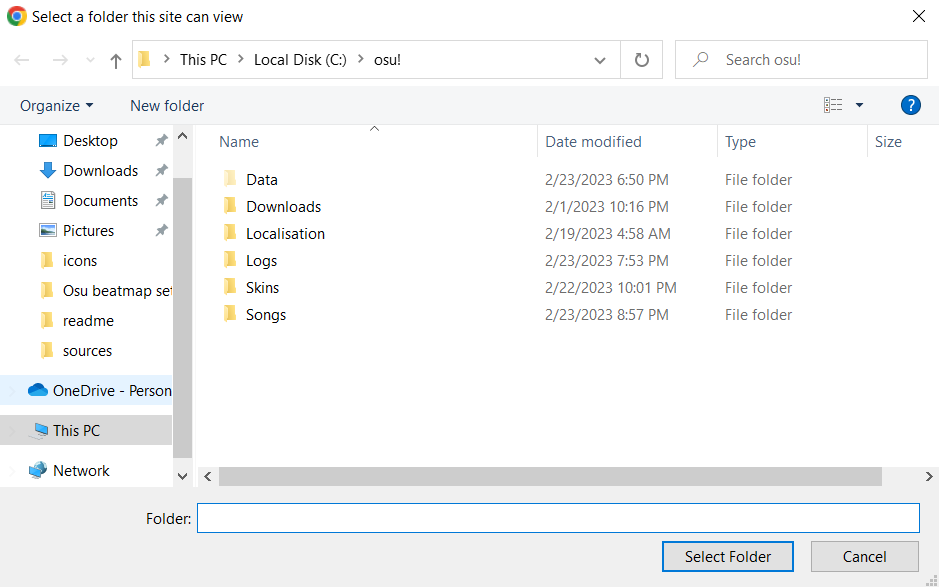 Select a folder this site can view
This PC Local Disk (C:) osu!
Search osu!
Organize New folder
?
Desktop
Downloads
Documents
Pictures
icons
Osu beatmap set
readme
sources
OneDrive - Person
This PC
Network
Name Date modified Type Size
Data 2/23/2023 6:50 PM File folder
Downloads 2/1/2023 10:16 PM File folder
Localisation 2/19/2023 4:58 AM File folder
Logs 2/23/2023 7:53 PM File folder
Skins 2/22/2023 10:01 PM File folder
Songs 2/23/2023 8:57 PM File folder
Folder:
Select Folder Cancel